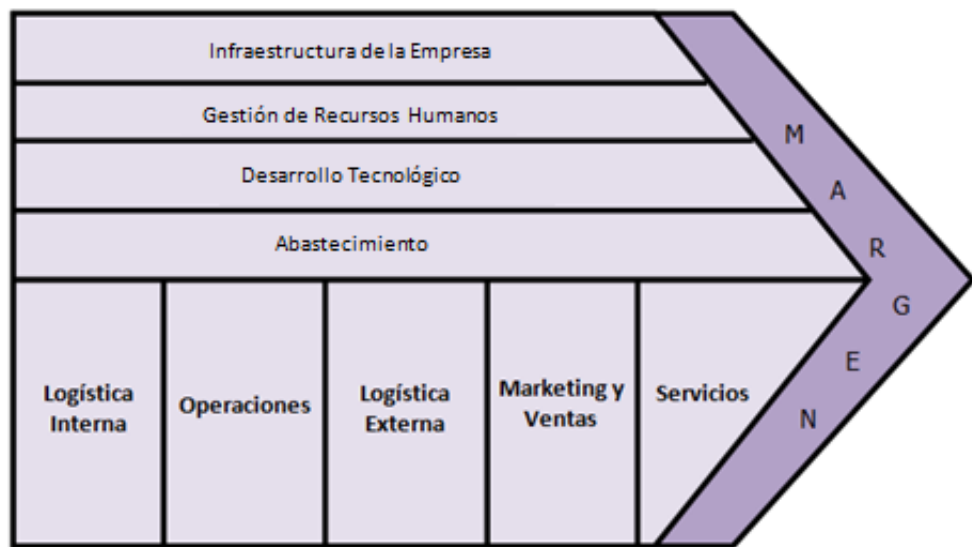 Infraestructura de la Empresa
Gestión de Recursos Humanos
Desarrollo Tecnológico
Abastecimiento
Logística
Interna
Operaciones
Logística
Externa
Marketing y
Ventas
Servicios
M
A
R
G
E
N